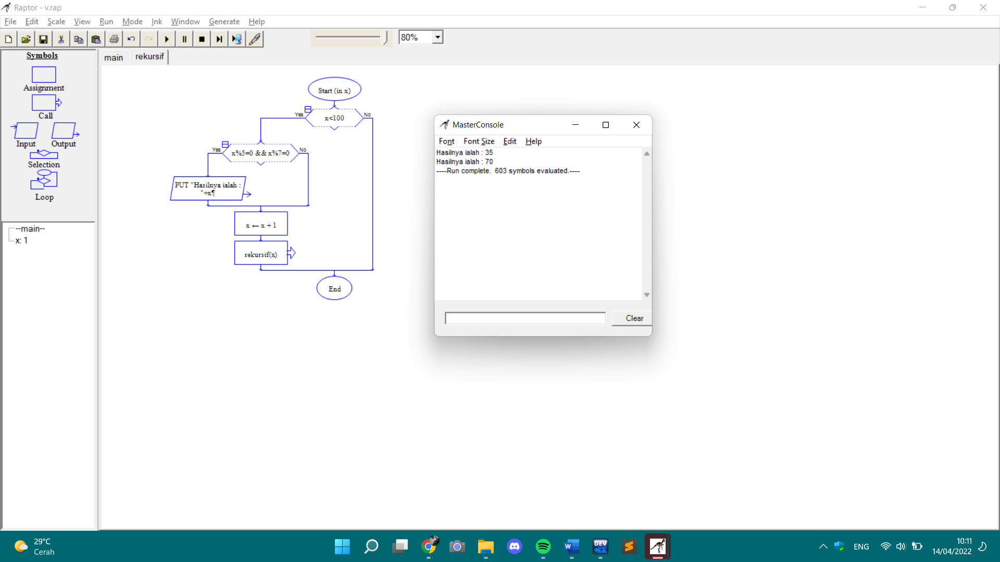 Raptor - v.rap
File Edit Scale View Run Mode Ink Window Generate Help
80%
Symbols
Assignment
Call
Input Output
Selection
Loop
--main--
x: 1
main rekursif
Start (in x)
Yes x<100 No
Yes x%5=0 && x%7=0 No
PUT "Hasilnya ialah :
"+x¶
x ← x + 1
rekursif(x)
End
MasterConsole
Font Font Size Edit Help
Hasilnya ialah : 35
Hasilnya ialah : 70
----Run complete.  603 symbols evaluated.----
Clear
29°C
Cerah
W
DEV
C++
ENG
10:11
14/04/2022